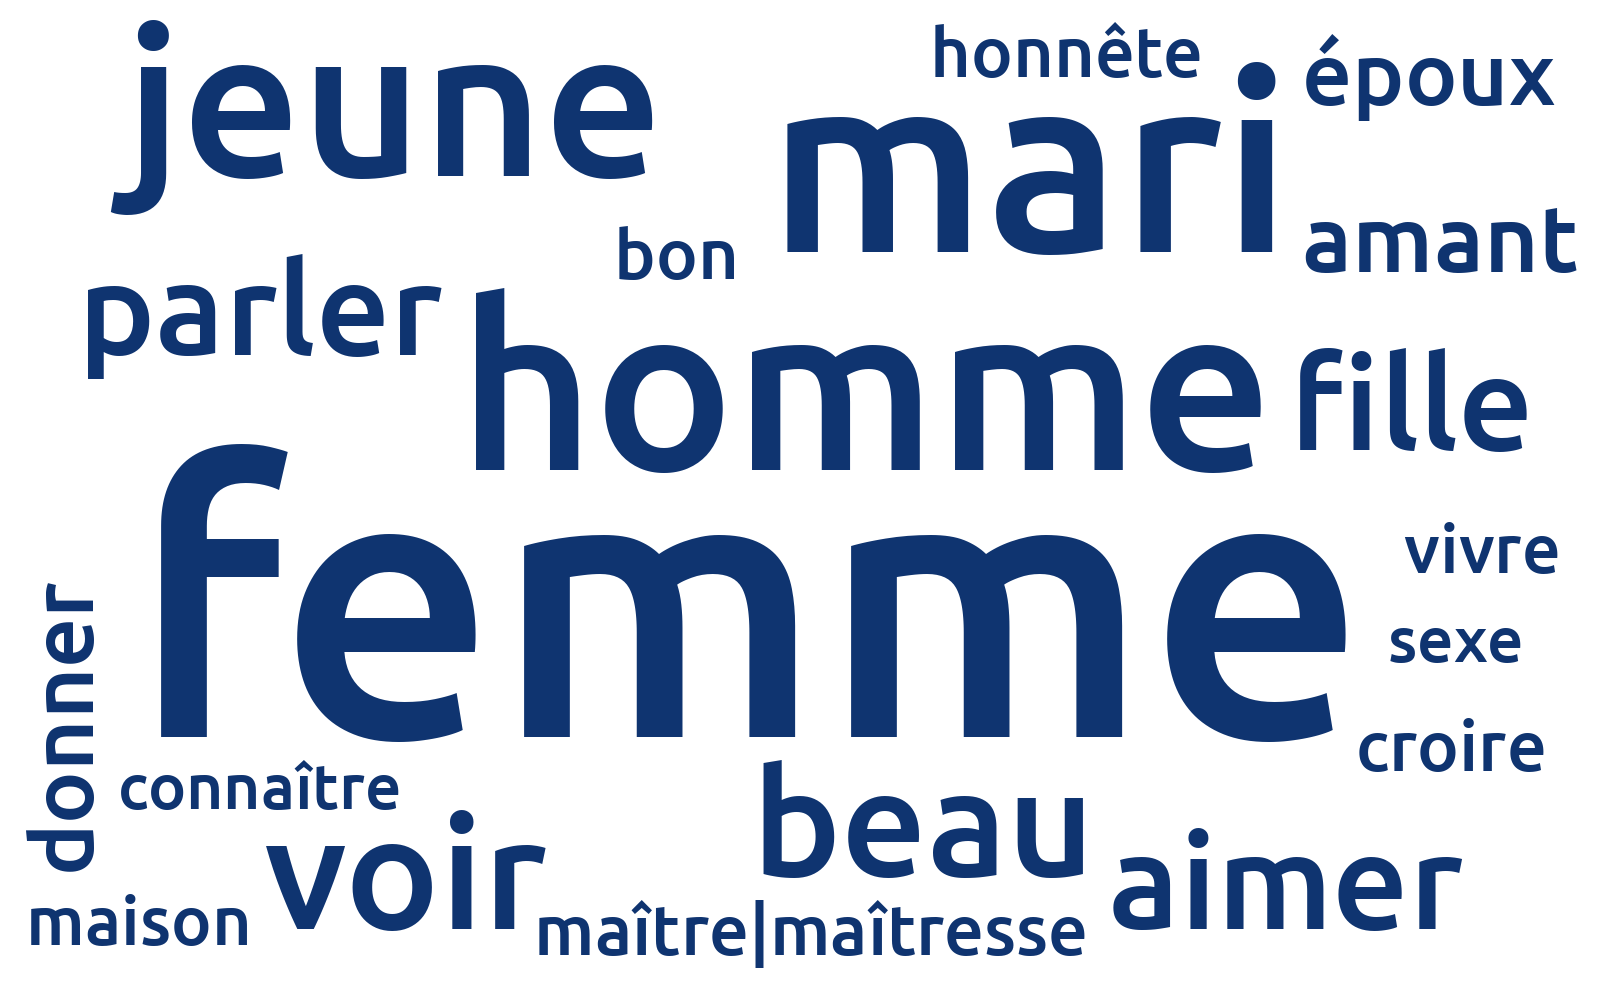 jeune
honnête
époux
mari
bon
amant
parler
homme
fille
femme
vivre
sexe
croire
donner
connaître
beau
voir
aimer
maison
maître|maîtresse